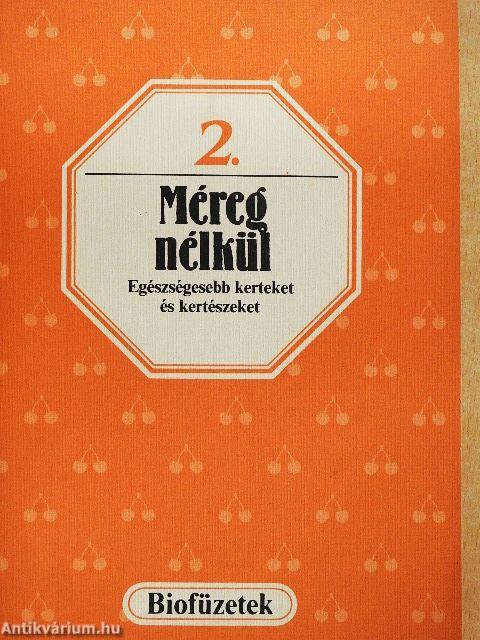 2.
Méreg
nélkül
Egészségesebb kerteket
és kertészeket
Biofüzetek
Antikvárium.hu